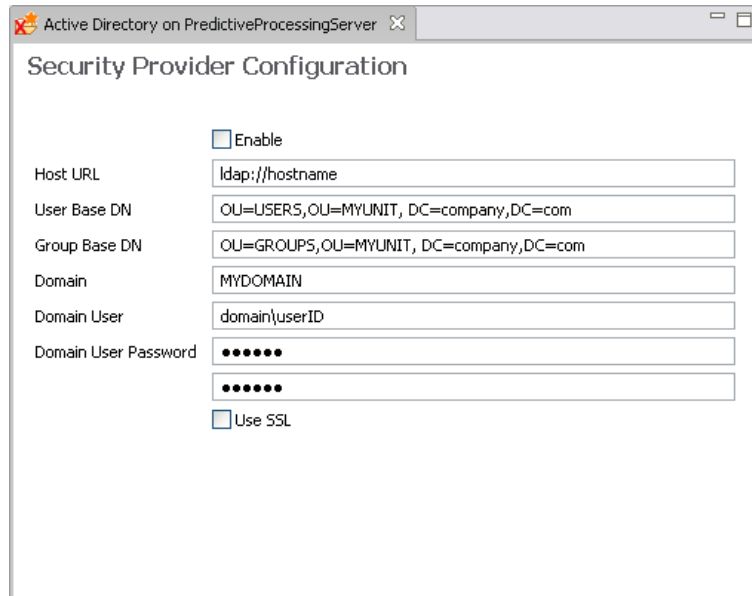 Active Directory on PredictiveProcessingServer
Security Provider Configuration
Enable
Host URL ldap://hostname
User Base DN OU=USERS,OU=MYUNIT, DC=company,DC=com
Group Base DN OU=GROUPS,OU=MYUNIT, DC=company,DC=com
Domain MYDOMAIN
Domain User domain\userID
Domain User Password ●●●●●●
●●●●●●
Use SSL